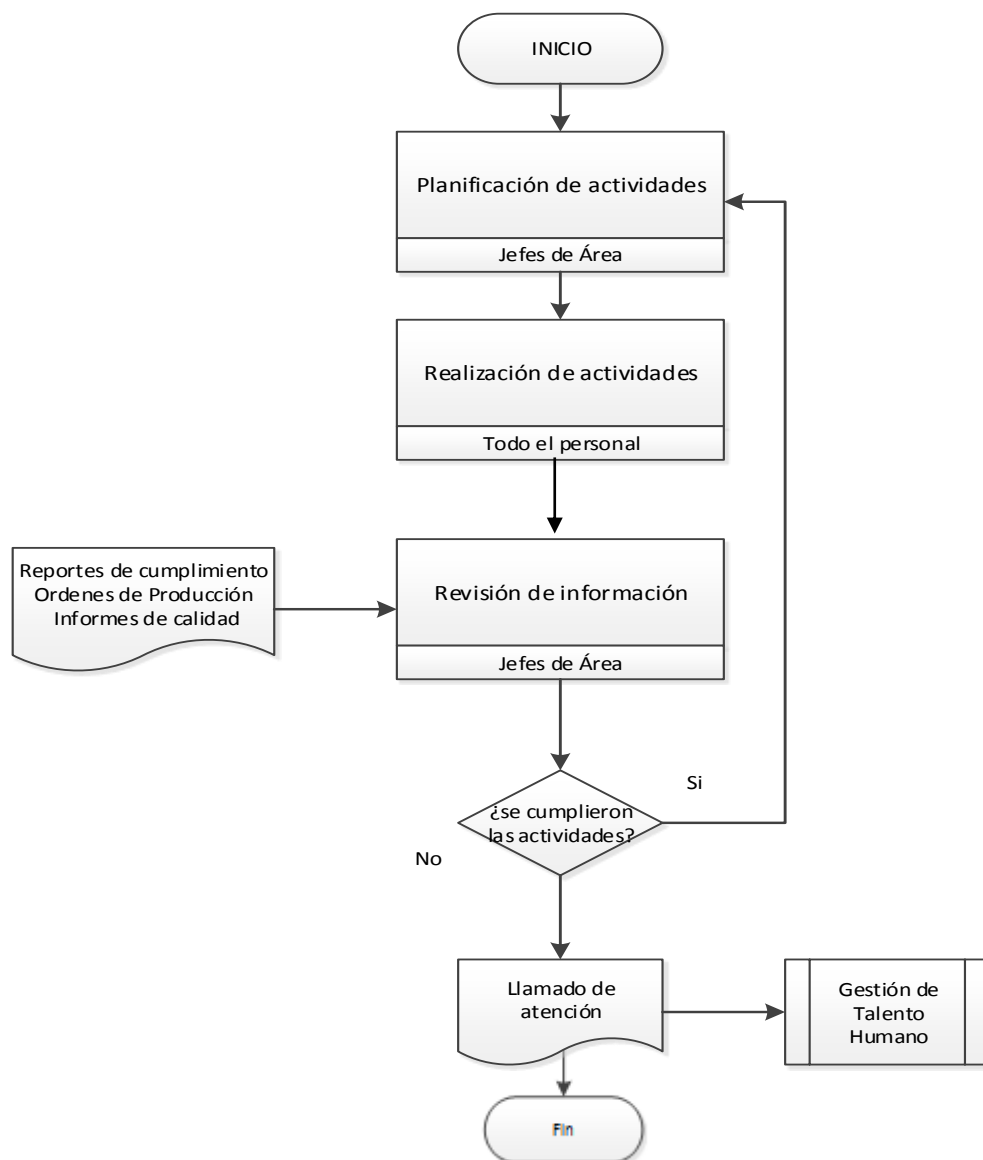 INICIO
Planificación de actividades
Jefes de Área
Realización de actividades
Todo el personal
Reportes de cumplimiento
Ordenes de Producción
Informes de calidad
Revisión de información
Jefes de Área
¿se cumplieron
las actividades?
Si
No
Llamado de
atención
Gestión de
Talento
Humano
Fin